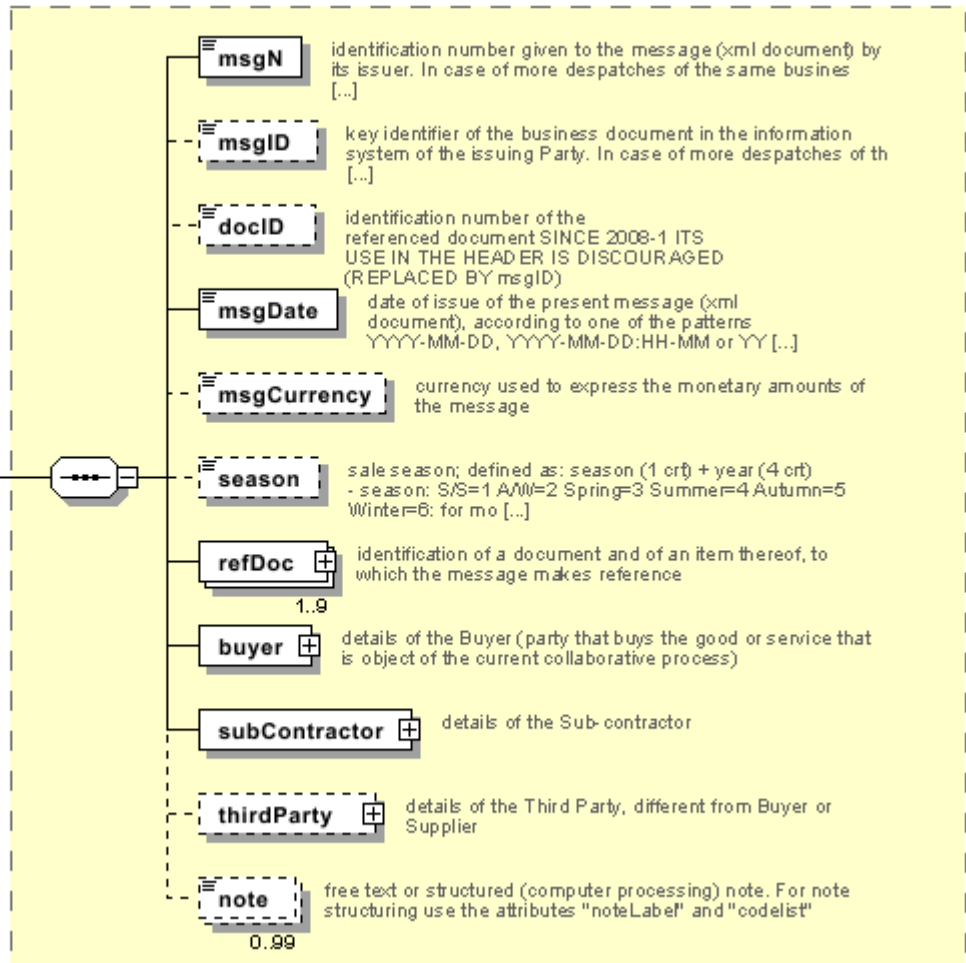 msgN
identification number given to the message (xml document) by
its issuer. In case of more despatches of the same busines
[...]
msgID
key identifier of the business document in the information
system of the issuing Party. In case of more despatches of th
[...]
docID
identification number of the
referenced document SINCE 2008-1 ITS
USE IN THE HEADER IS DISCOURAGED
(REPLACED BY msgID)
msgDate
date of issue of the present message (xml
document), according to one of the patterns
YYYY-MM-DD, YYYY-MM-DD:HH-MM or YY [...]
msgCurrency
currency used to express the monetary amounts of
the message
season
sale season; defined as: season (1 crt) + year (4 crt)
- season: S/S=1 A/W=2 Spring=3 Summer=4 Autumn=5
Winter=6: for mo [...]
refDoc
identification of a document and of an item thereof, to
which the message makes reference
1..9
buyer
details of the Buyer (party that buys the good or service that
is object of the current collaborative process)
subContractor
details of the Sub-contractor
thirdParty
details of the Third Party, different from Buyer or
Supplier
note
free text or structured (computer processing) note. For note
structuring use the attributes "noteLabel" and "codelist"
0..99